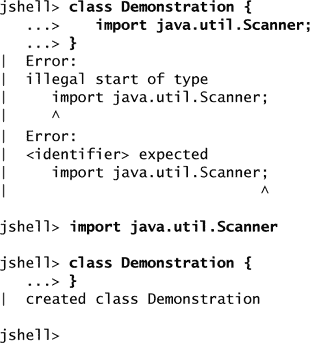 jshell> class Demonstration {
   ...>    import java.util.Scanner;
   ...> }
|  Error:
|  illegal start of type
|     import java.util.Scanner;
|     ^
|  Error:
|  <identifier> expected
|     import java.util.Scanner;
|                             ^
jshell> import java.util.Scanner
jshell> class Demonstration {
   ...> }
|  created class Demonstration
jshell>